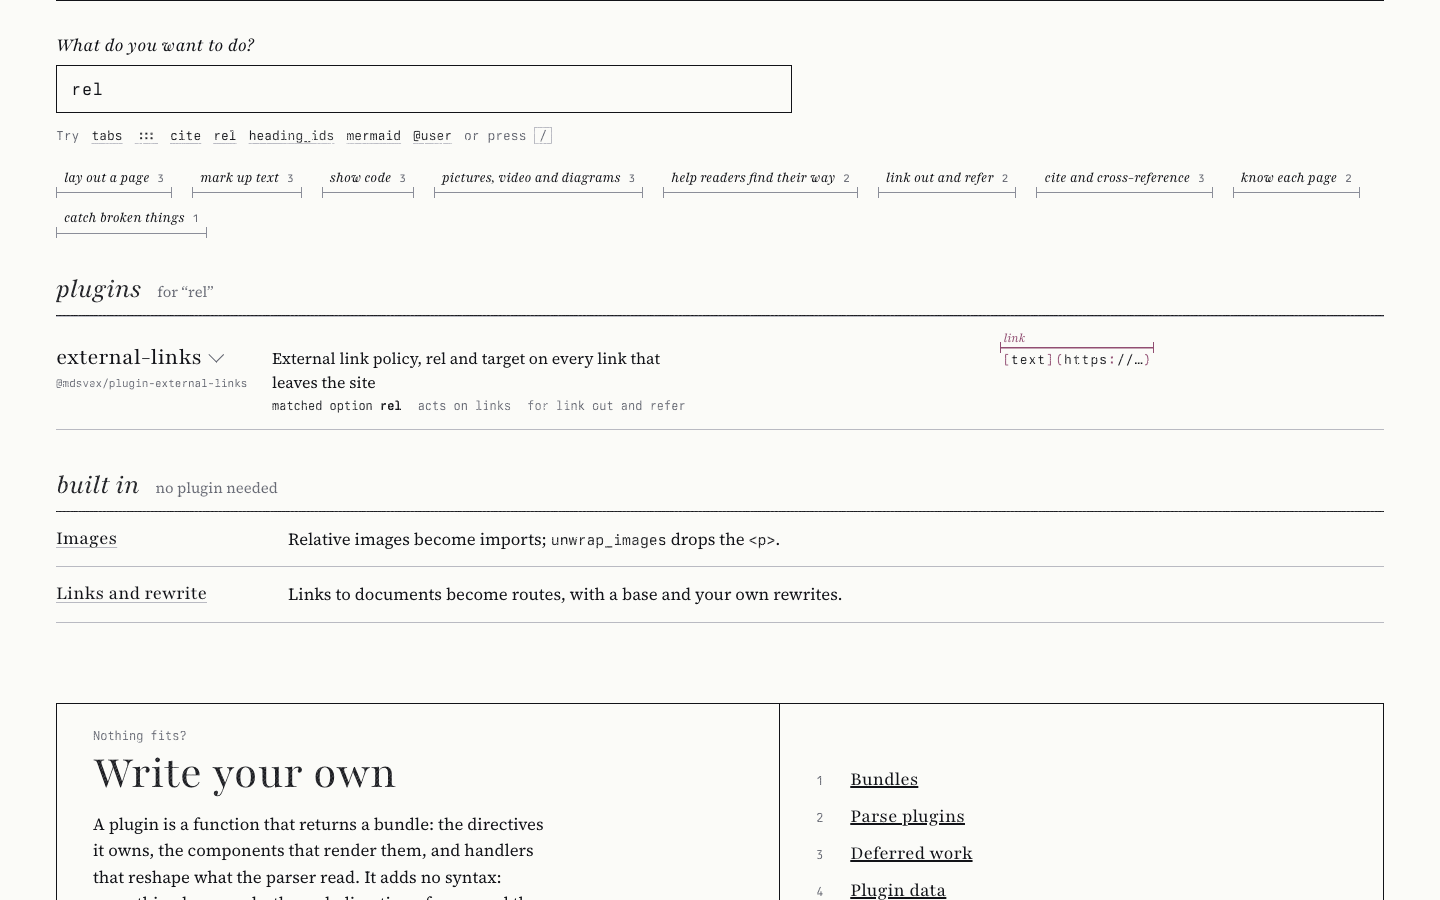 What do you want to do?
rel
Try tabs ::: cite rel heading_ids mermaid @user or press /
lay out a page 3 mark up text 3 show code 3 pictures, video and diagrams 3 help readers find their way 2 link out and refer 2 cite and cross-reference 3 know each page 2
catch broken things 1
plugins for “rel”
link
external-links External link policy, rel and target on every link that [text](https://…)
@mdsvex/plugin-external-links leaves the site
matched option rel acts on links for link out and refer
built in no plugin needed
Images Relative images become imports; unwrap_images drops the <p>.
Links and rewrite Links to documents become routes, with a base and your own rewrites.
Nothing fits?
Write your own
A plugin is a function that returns a bundle: the directives
it owns, the components that render them, and handlers
that reshape what the parser read. It adds no syntax:
1 Bundles
2 Parse plugins
3 Deferred work
4 Plugin data